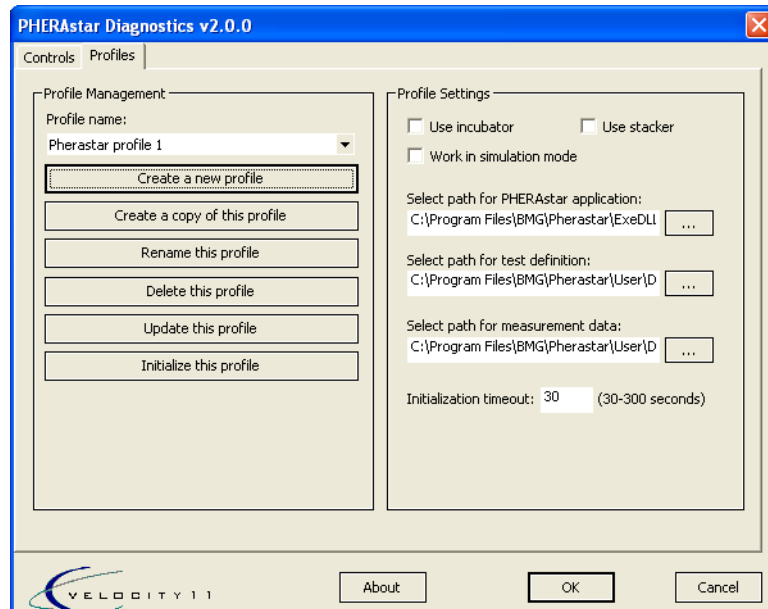 PHERAstar Diagnostics v2.0.0
Controls
Profiles
Profile Management
Profile name:
Pherastar profile 1
Create a new profile
Create a copy of this profile
Rename this profile
Delete this profile
Update this profile
Initialize this profile
Profile Settings
Use incubator
Use stacker
Work in simulation mode
Select path for PHERAstar application:
C:\Program Files\BMG\Pherastar\ExeDLL
...
Select path for test definition:
C:\Program Files\BMG\Pherastar\User\D
...
Select path for measurement data:
C:\Program Files\BMG\Pherastar\User\D
...
Initialization timeout: 30 (30-300 seconds)
VELOCITY11
About
OK
Cancel